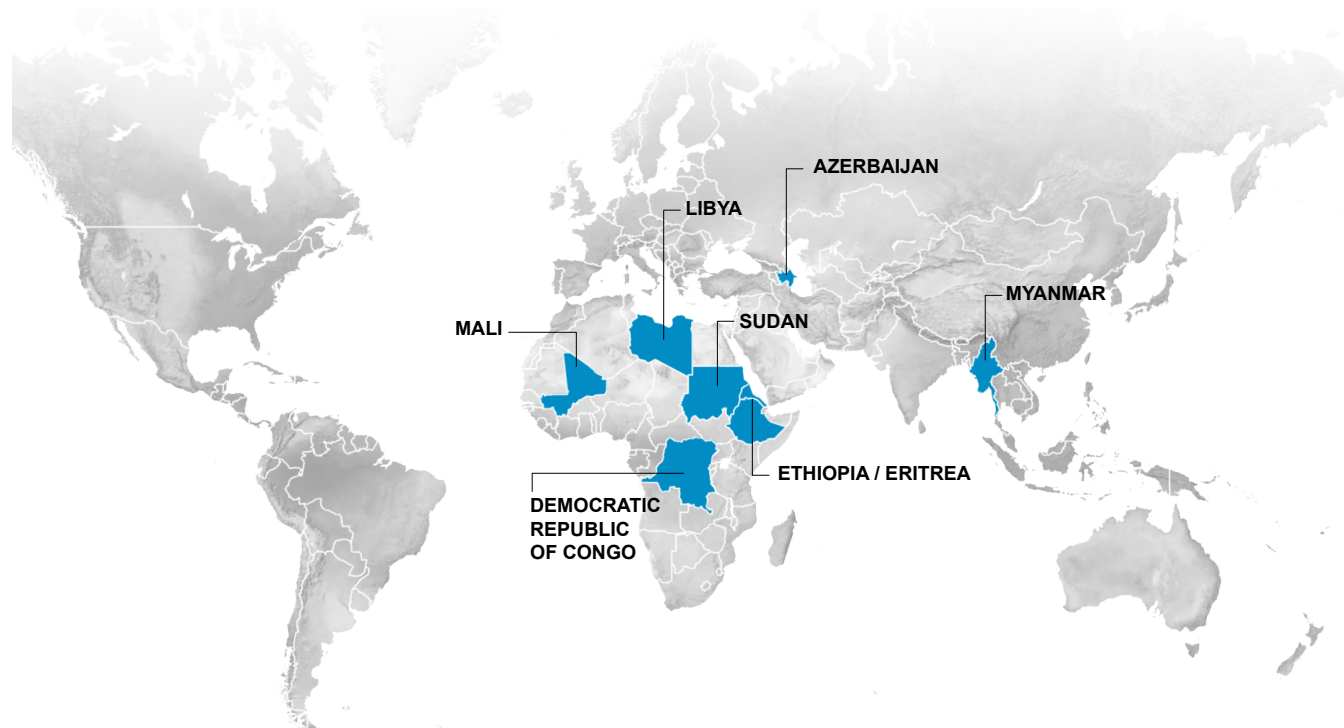 AZERBAIJAN
LIBYA
MYANMAR
MALI
SUDAN
ETHIOPIA / ERITREA
DEMOCRATIC
REPUBLIC
OF CONGO